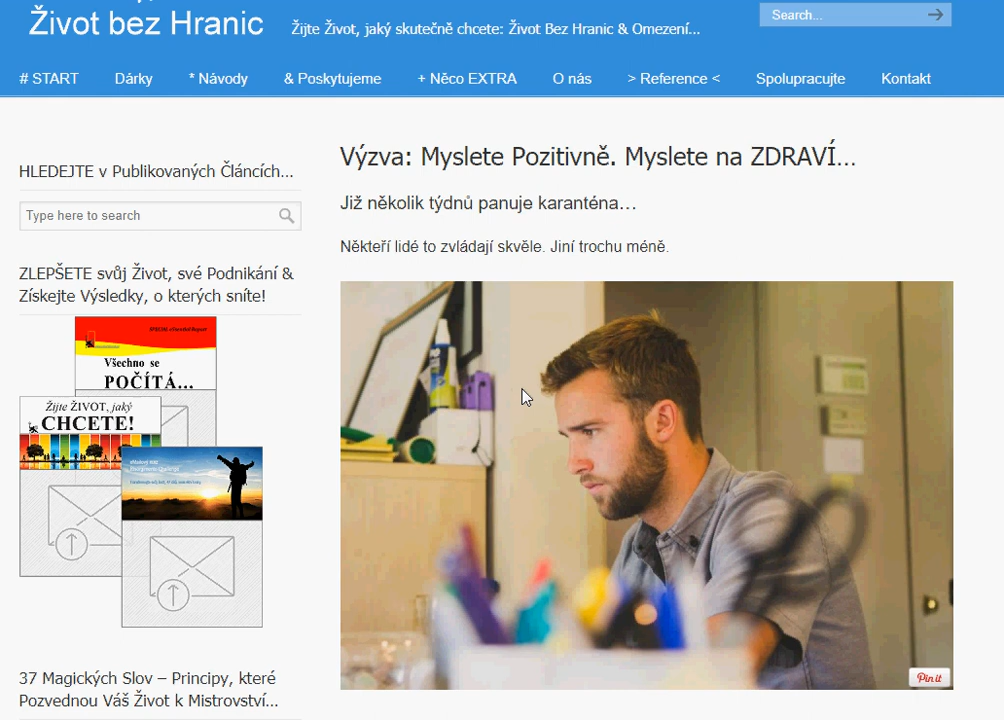 Život bez Hranic
Žijte Život, jaký skutečně chcete: Život Bez Hranic & Omezení...
Search...
# START
Dárky
* Návody
& Poskytujeme
+ Něco EXTRA
O nás
> Reference <
Spolupracujte
Kontakt
HLEDEJTE v Publikovaných Článcích...
Type here to search
ZLEPŠETE svůj Život, své Podnikání &
Získejte Výsledky, o kterých sníte!
Všechno se
POČÍTÁ...
Žijte ŽIVOT, jaký
CHCETE!
37 Magických Slov – Principy, které
Pozvednou Váš Život k Mistrovství...
Výzva: Myslete Pozitivně. Myslete na ZDRAVÍ...
Již několik týdnů panuje karanténa...
Někteří lidé to zvládají skvěle. Jiní trochu méně.
Pin it